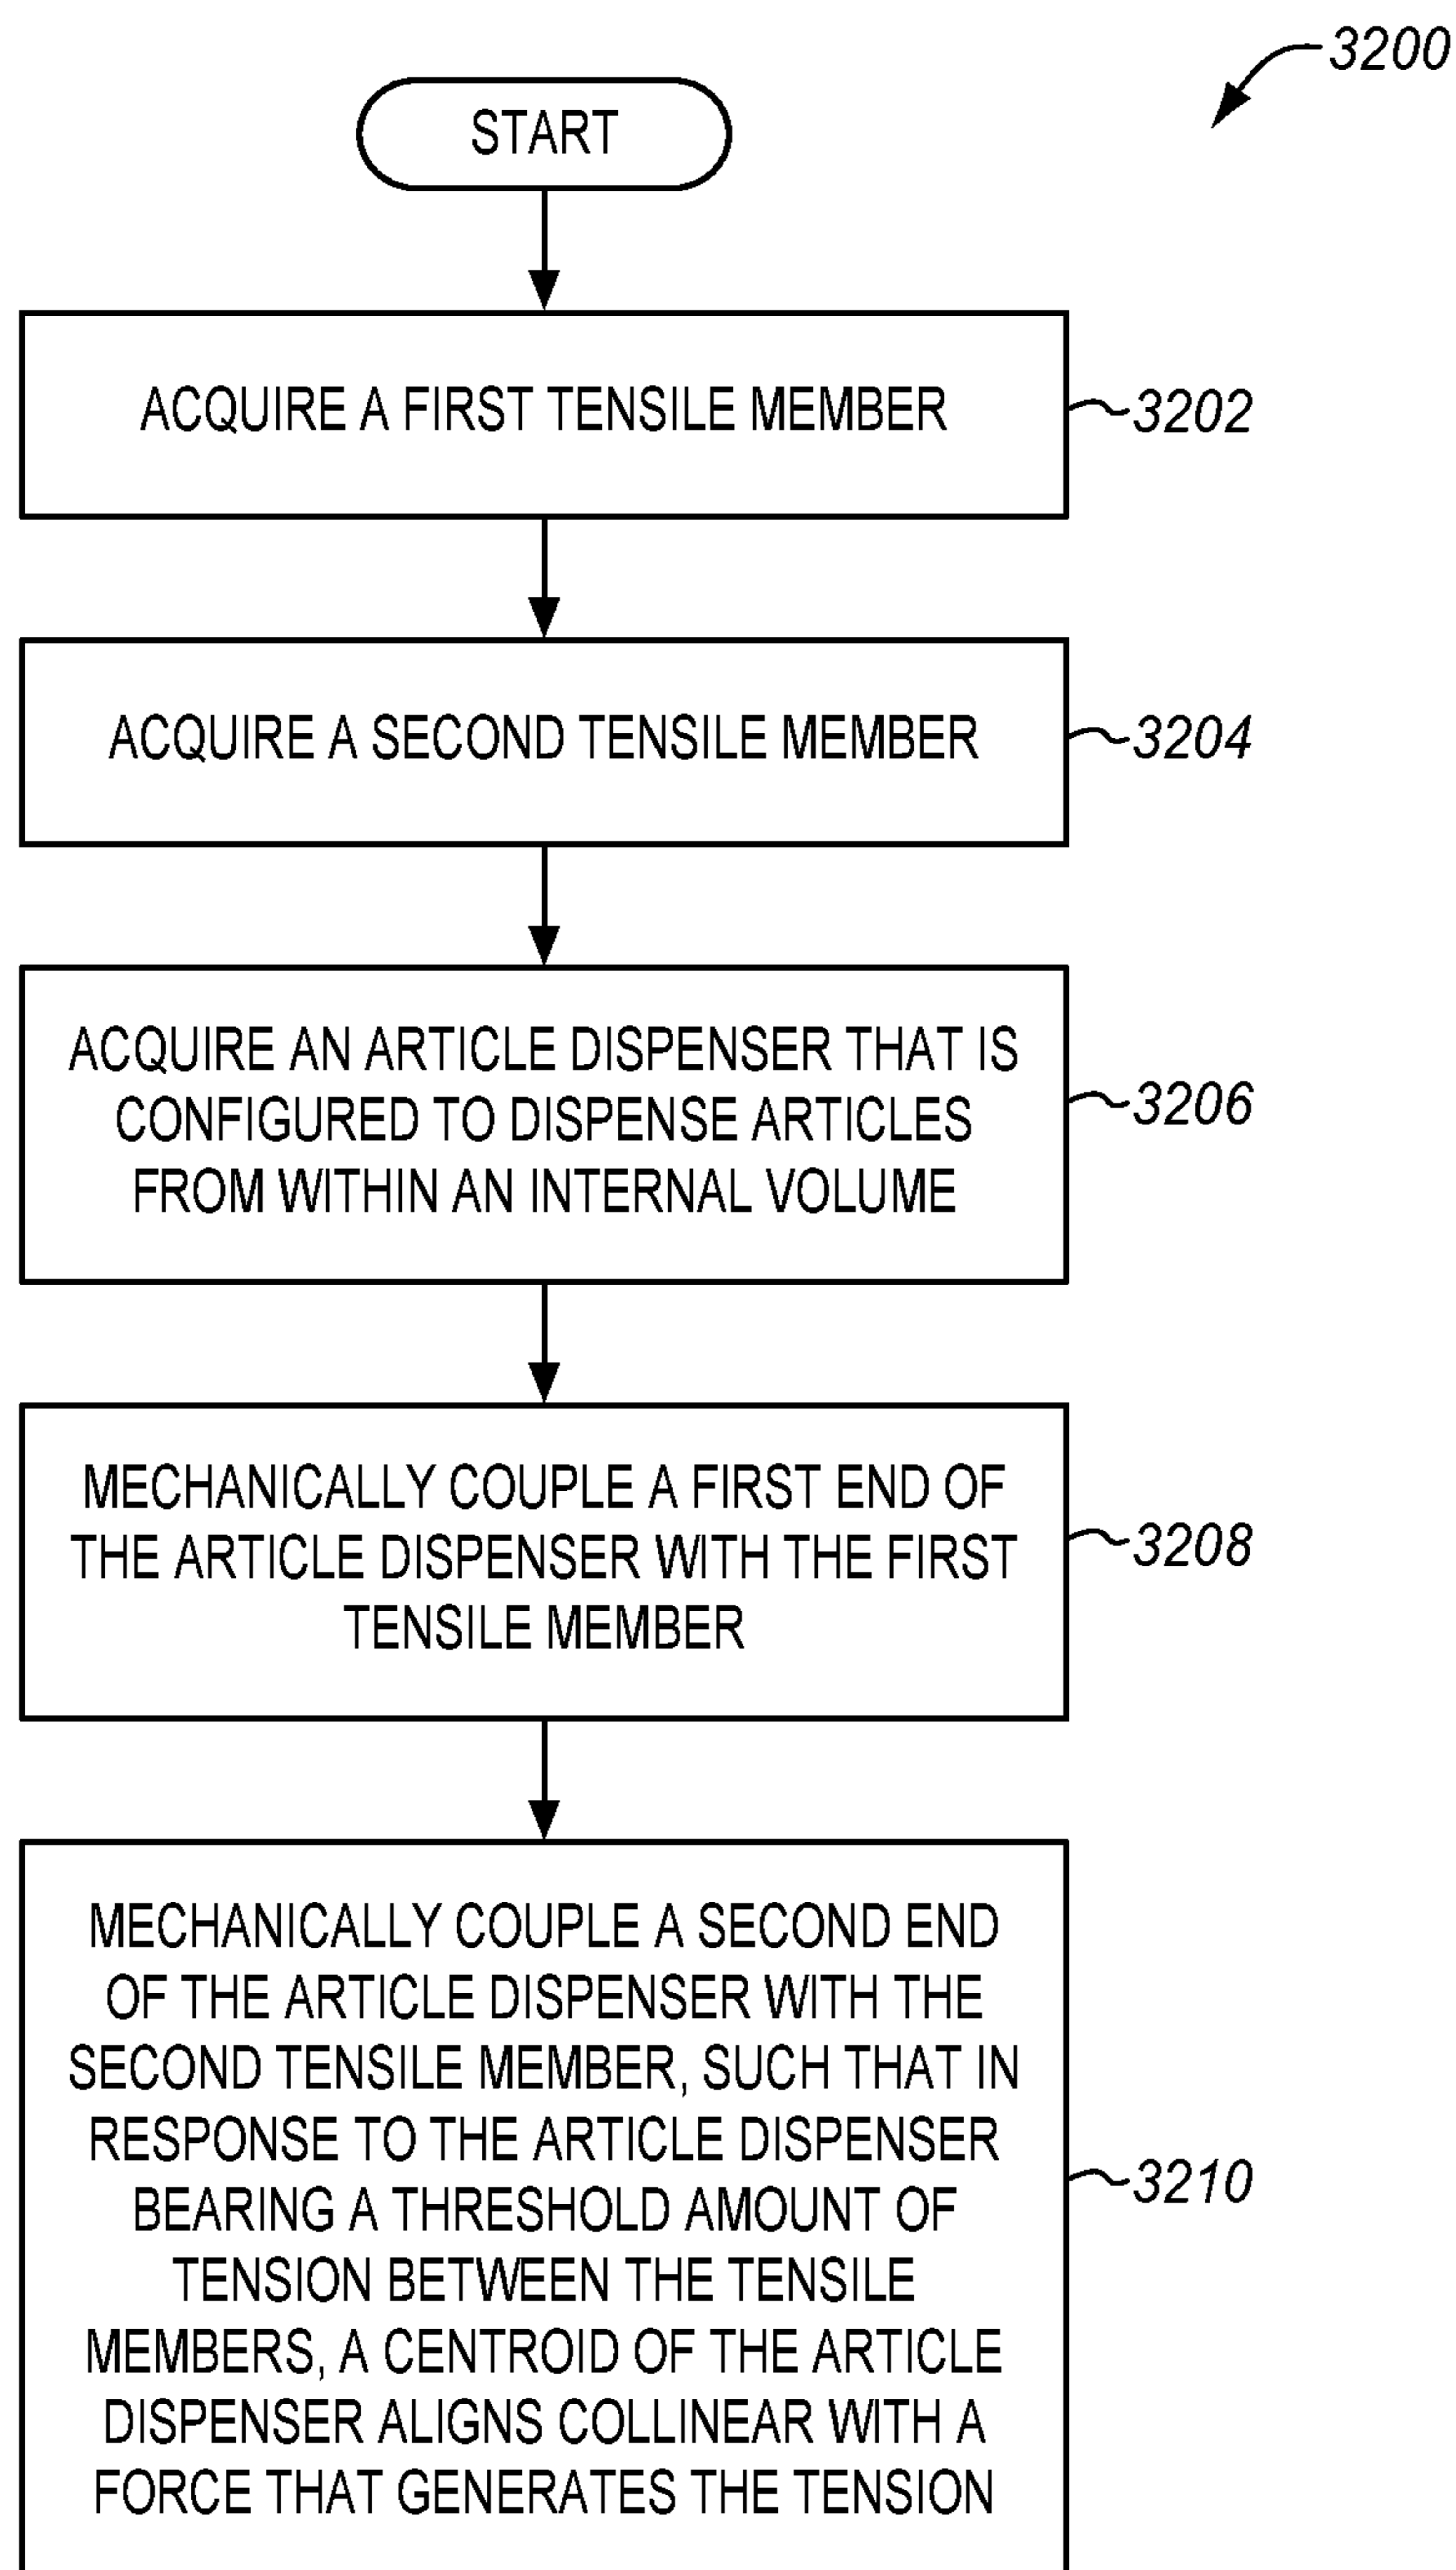 3200
START
ACQUIRE A FIRST TENSILE MEMBER
3202
ACQUIRE A SECOND TENSILE MEMBER
3204
ACQUIRE AN ARTICLE DISPENSER THAT IS
CONFIGURED TO DISPENSE ARTICLES
FROM WITHIN AN INTERNAL VOLUME
3206
MECHANICALLY COUPLE A FIRST END OF
THE ARTICLE DISPENSER WITH THE FIRST
TENSILE MEMBER
3208
MECHANICALLY COUPLE A SECOND END
OF THE ARTICLE DISPENSER WITH THE
SECOND TENSILE MEMBER, SUCH THAT IN
RESPONSE TO THE ARTICLE DISPENSER
BEARING A THRESHOLD AMOUNT OF
TENSION BETWEEN THE TENSILE
MEMBERS, A CENTROID OF THE ARTICLE
DISPENSER ALIGNS COLLINEAR WITH A
FORCE THAT GENERATES THE TENSION
3210